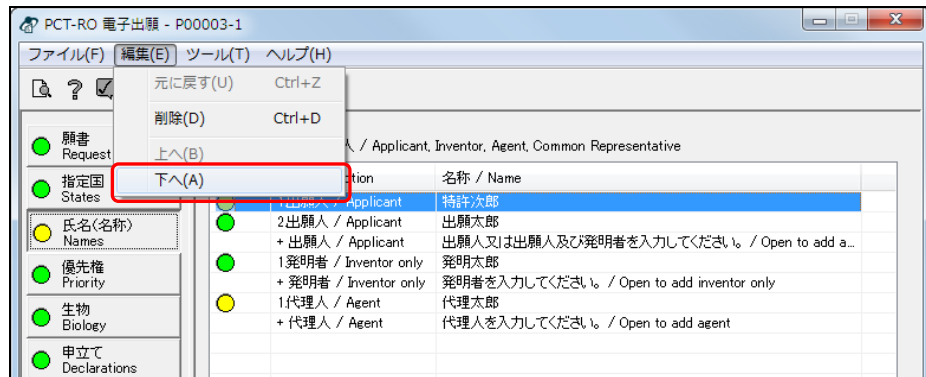 PCT-RO 電子出願 - P00003-1
ファイル(F) 編集(E) ツール(T) ヘルプ(H)
元に戻す(U) Ctrl+Z
削除(D) Ctrl+D
上へ(B)
下へ(A)
願書
Request
指定国
States
氏名(名称)
Names
優先権
Priority
生物
Biology
申立て
Declarations
/ Applicant, Inventor, Agent, Common Representative
名称 / Name
1出願人 / Applicant 特許次郎
2出願人 / Applicant 出願太郎
+ 出願人 / Applicant 出願人又は出願人及び発明者を入力してください。 / Open to add a...
1発明者 / Inventor only 発明太郎
+ 発明者 / Inventor only 発明者を入力してください。 / Open to add inventor only
1代理人 / Agent 代理太郎
+ 代理人 / Agent 代理人を入力してください。 / Open to add agent